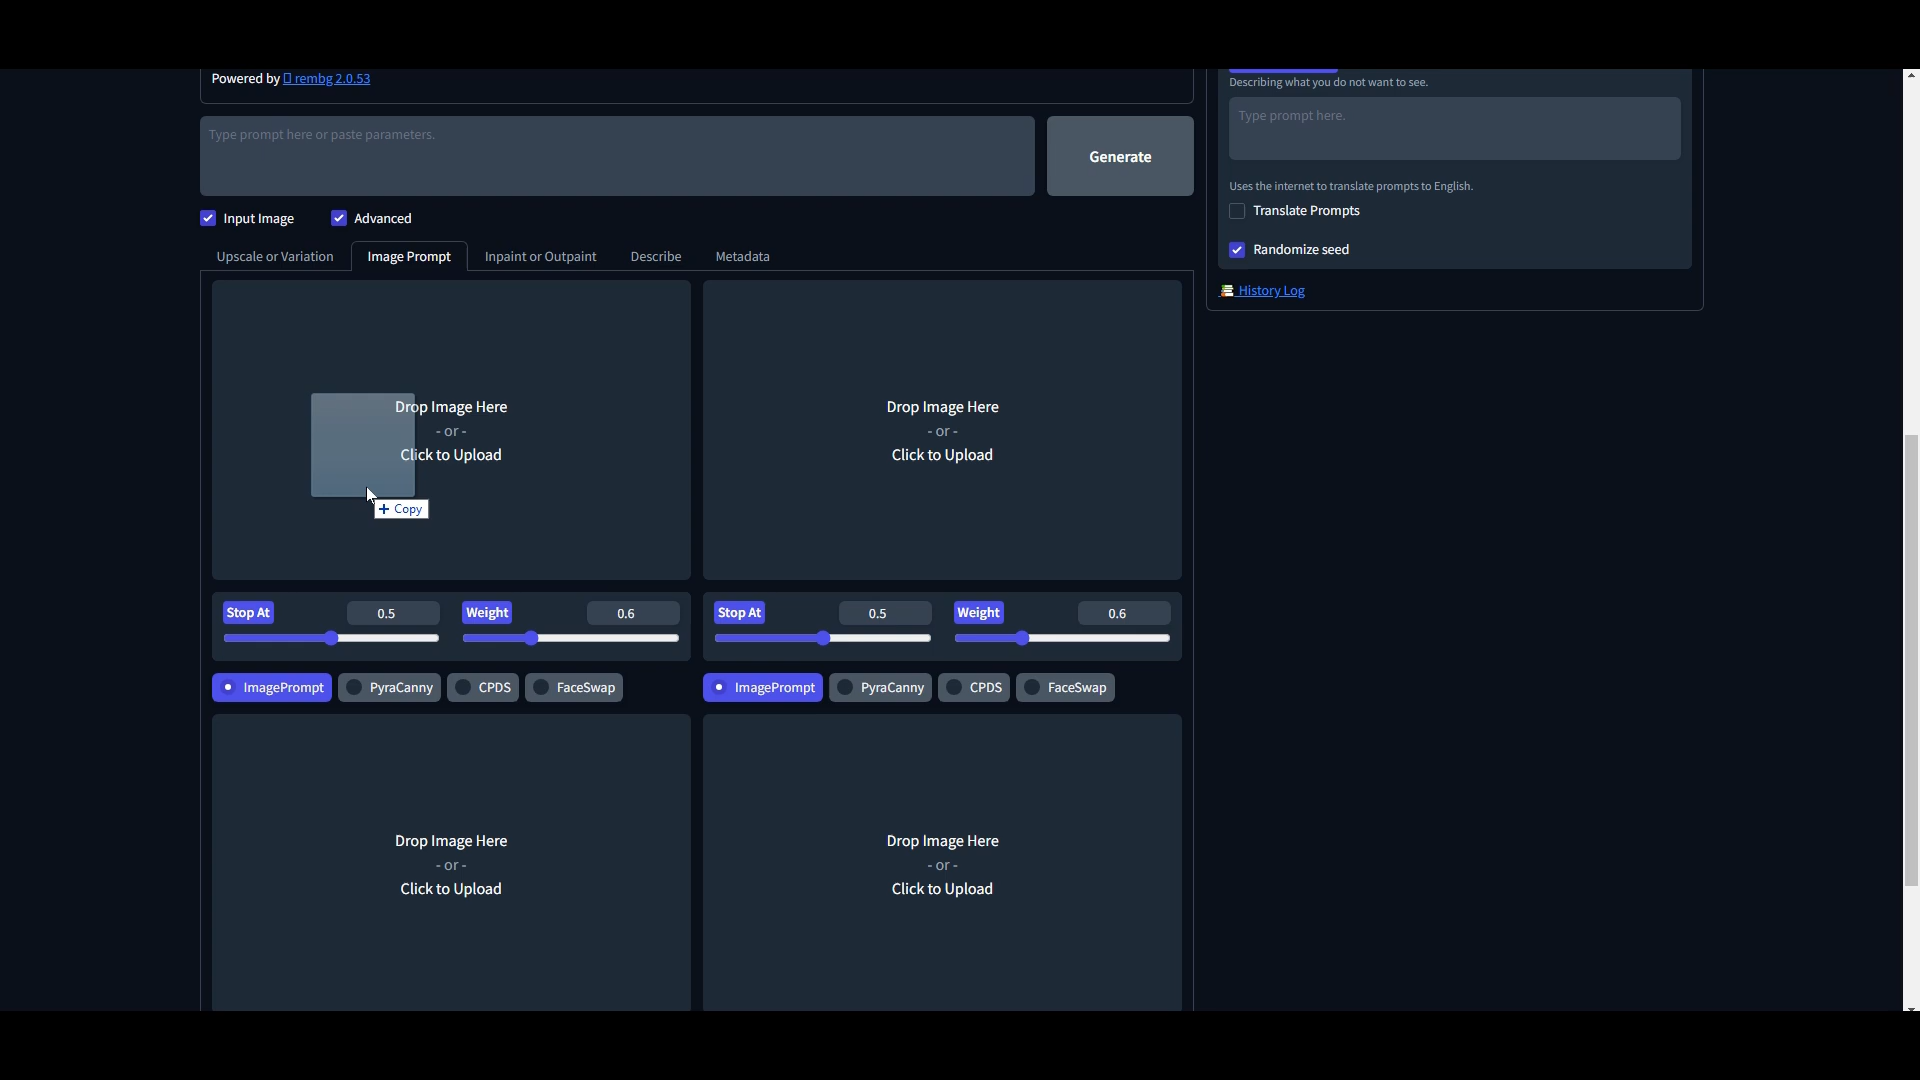 Powered by rembg 2.0.53
Type prompt here or paste parameters.
Generate
Input Image
Advanced
Upscale or Variation
Image Prompt
Inpaint or Outpaint
Describe
Metadata
Drop Image Here
- or -
Click to Upload
+ Copy
Stop At
0.5
Weight
0.6
ImagePrompt
PyraCanny
CPDS
FaceSwap
Drop Image Here
- or -
Click to Upload
Stop At
0.5
Weight
0.6
ImagePrompt
PyraCanny
CPDS
FaceSwap
Drop Image Here
- or -
Click to Upload
Drop Image Here
- or -
Click to Upload
Describing what you do not want to see.
Type prompt here.
Uses the internet to translate prompts to English.
Translate Prompts
Randomize seed
History Log